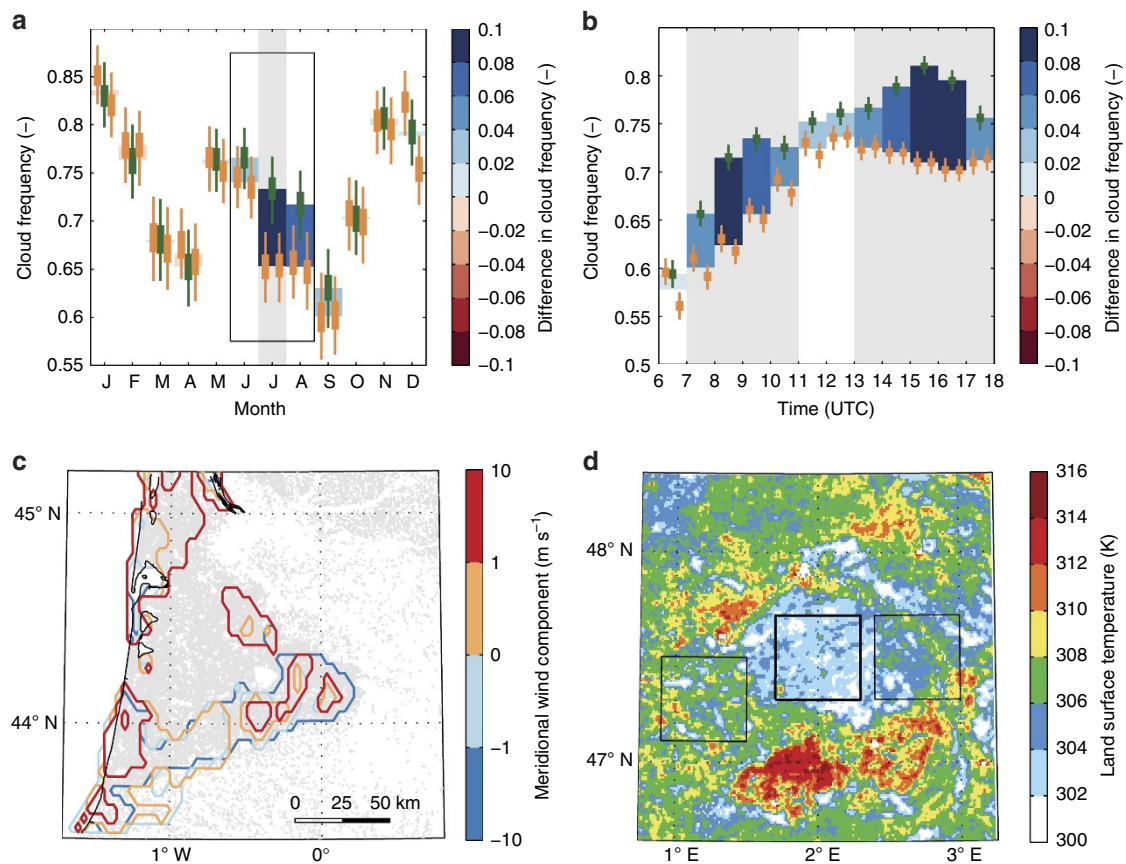 a
0.85
0.8
0.75
0.7
0.65
0.6
0.55
Cloud frequency (–)
J F M A M J J A S O N D
Month
0.1
0.08
0.06
0.04
0.02
0
−0.02
−0.04
−0.06
−0.08
−0.1
Difference in cloud frequency (–)
b
0.8
0.75
0.7
0.65
0.6
0.55
0.5
Cloud frequency (–)
6 7 8 9 10 11 12 13 14 15 16 17 18
Time (UTC)
0.1
0.08
0.06
0.04
0.02
0
−0.02
−0.04
−0.06
−0.08
−0.1
Difference in cloud frequency (–)
c
45° N
44° N
0 25 50 km
1° W 0°
10
1
0
−1
−10
Meridional wind component (m s⁻¹)
d
48° N
47° N
1° E 2° E 3° E
316
314
312
310
308
306
304
302
300
Land surface temperature (K)